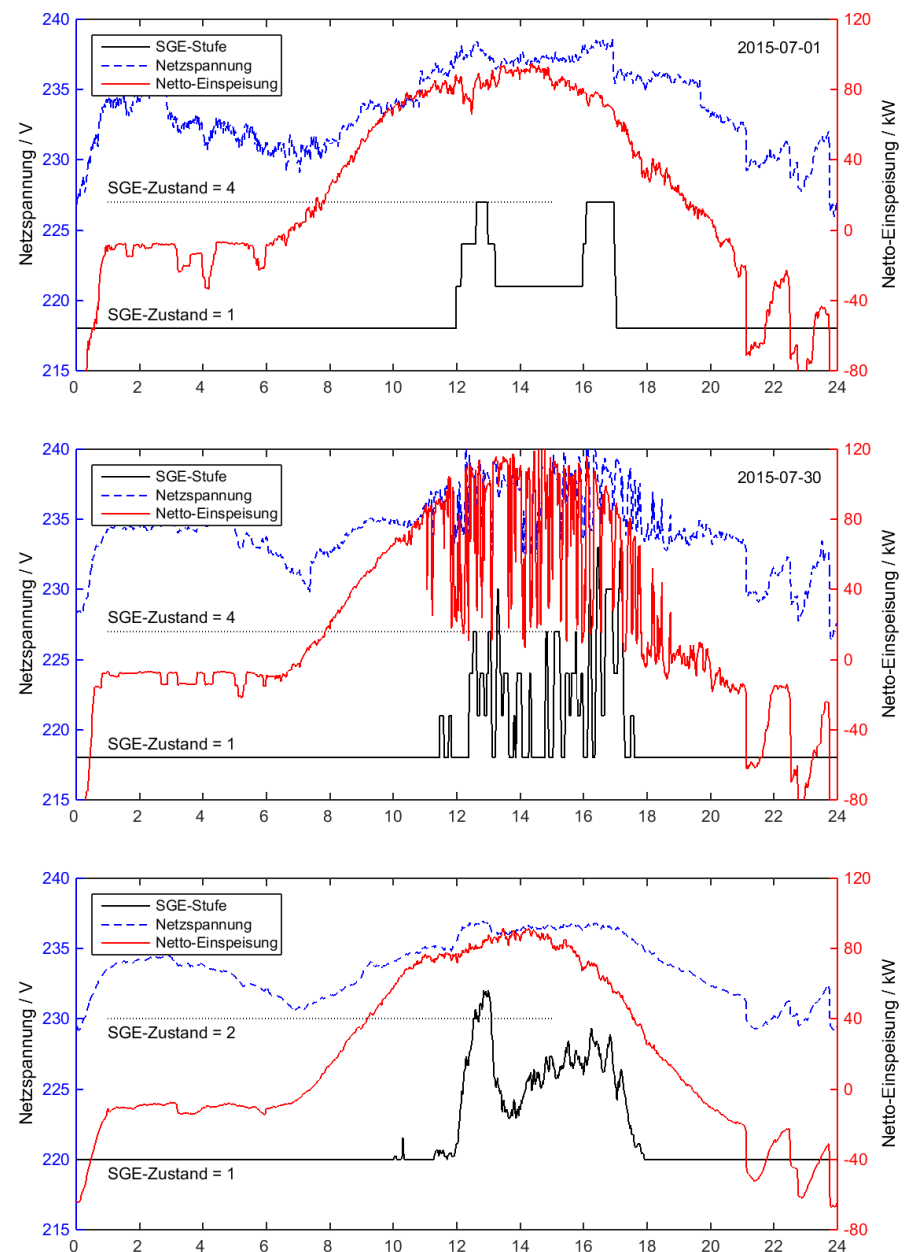 240
235
230
225
220
215
Netzspannung / V
SGE-Stufe
Netzspannung
Netto-Einspeisung
2015-07-01
SGE-Zustand = 4
SGE-Zustand = 1
120
80
40
0
-40
-80
Netto-Einspeisung / kW
0 2 4 6 8 10 12 14 16 18 20 22 24
240
235
230
225
220
215
Netzspannung / V
SGE-Stufe
Netzspannung
Netto-Einspeisung
2015-07-30
SGE-Zustand = 4
SGE-Zustand = 1
120
80
40
0
-40
-80
Netto-Einspeisung / kW
0 2 4 6 8 10 12 14 16 18 20 22 24
240
235
230
225
220
215
Netzspannung / V
SGE-Stufe
Netzspannung
Netto-Einspeisung
SGE-Zustand = 2
SGE-Zustand = 1
120
80
40
0
-40
-80
Netto-Einspeisung / kW
0 2 4 6 8 10 12 14 16 18 20 22 24